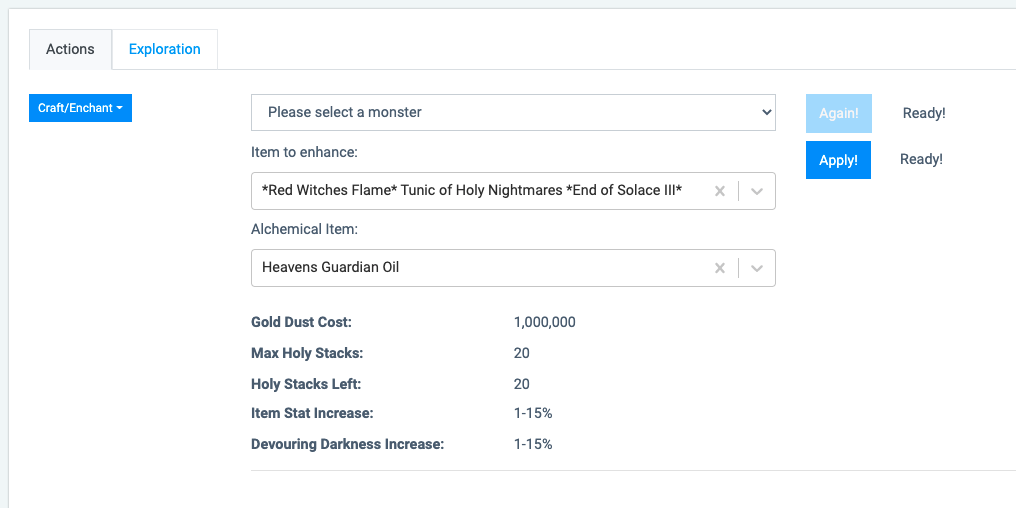 Actions
Exploration
Craft/Enchant
Please select a monster
Again!
Ready!
Item to enhance:
Apply!
Ready!
*Red Witches Flame* Tunic of Holy Nightmares *End of Solace III*
Alchemical Item:
Heavens Guardian Oil
Gold Dust Cost: 1,000,000
Max Holy Stacks: 20
Holy Stacks Left: 20
Item Stat Increase: 1-15%
Devouring Darkness Increase: 1-15%